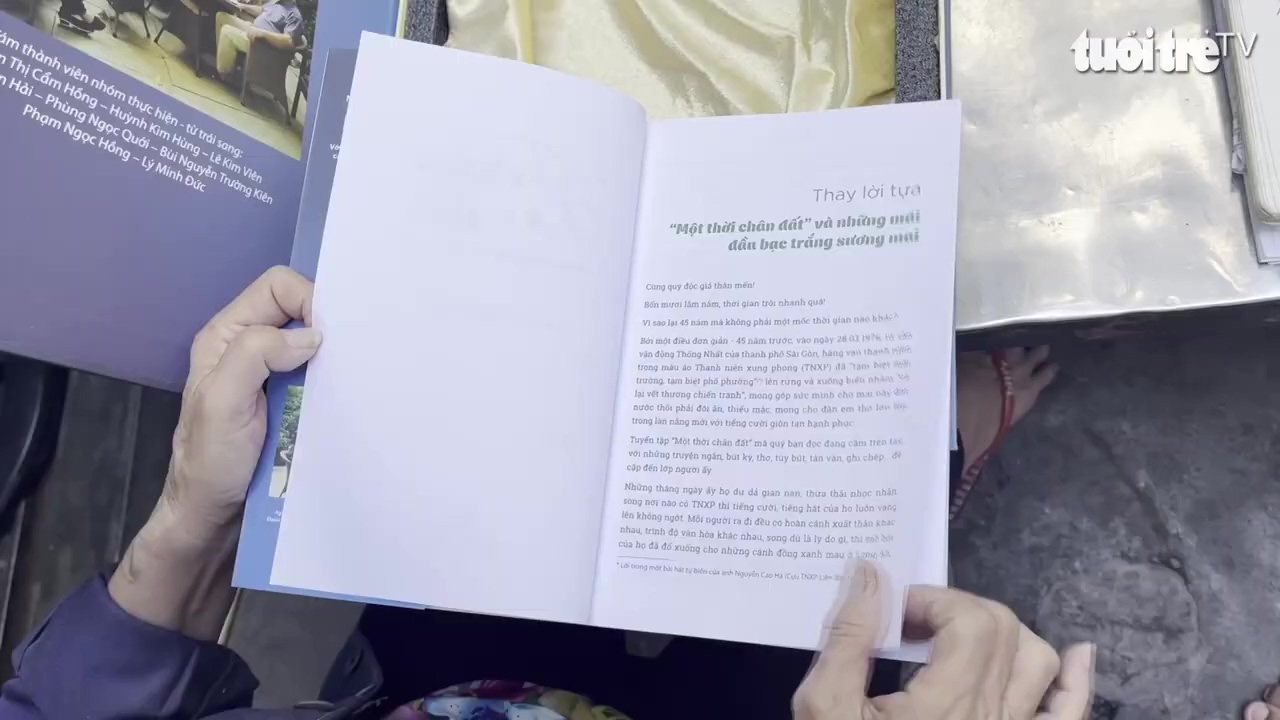 tuổi trẻ TV
ám thành viên nhóm thực hiện - từ trái sang:
n Thị Cẩm Hồng – Huỳnh Kim Hùng – Lê Kim Viên
n Hải – Phùng Ngọc Quới – Bùi Nguyễn Trường Kiên
Phạm Ngọc Hồng – Lý Minh Đức
Thay lời tựa
“Một thời chân đất” và những mái
đầu bạc trắng sương mai
Cùng quý độc giả thân mến!
Bốn mươi lăm năm, thời gian trôi nhanh quá!
Vì sao lại 45 năm mà không phải một mốc thời gian nào khác?
Bởi một điều đơn giản - 45 năm trước, vào ngày 28.03.1976, từ sân
vận động Thống Nhất của thành phố Sài Gòn, hàng vạn thanh niên
trong màu áo Thanh niên xung phong (TNXP) đã “tạm biệt mái
trường, tạm biệt phố phường” lên rừng và xuống biển nhằm
lại vết thương chiến tranh”, mong góp sức mình cho mai này đất
nước thôi phải đói ăn, thiếu mặc; mong cho đàn em thơ lớn lên
trong làn nắng mới với tiếng cười giòn tan hạnh phúc.
Tuyển tập “Một thời chân đất” mà quý bạn đọc đang cầm trên tay
với những truyện ngắn, bút ký, thơ, tùy bút, tản văn, ghi chép... đề
cập đến lớp người ấy.
Những tháng ngày ấy họ dư dả gian nan, thừa thãi nhọc nhằn
song nơi nào có TNXP thì tiếng cười, tiếng hát của họ luôn vang
lên không ngớt. Mỗi người ra đi đều có hoàn cảnh xuất thân khác
nhau, trình độ văn hóa khác nhau, song dù là lý do gì, thì mồ hôi
của họ đã đổ xuống cho những cánh đồng xanh màu
* Lời trong một bài hát tự biên của anh Nguyễn Cao Hà (Cựu TNXP